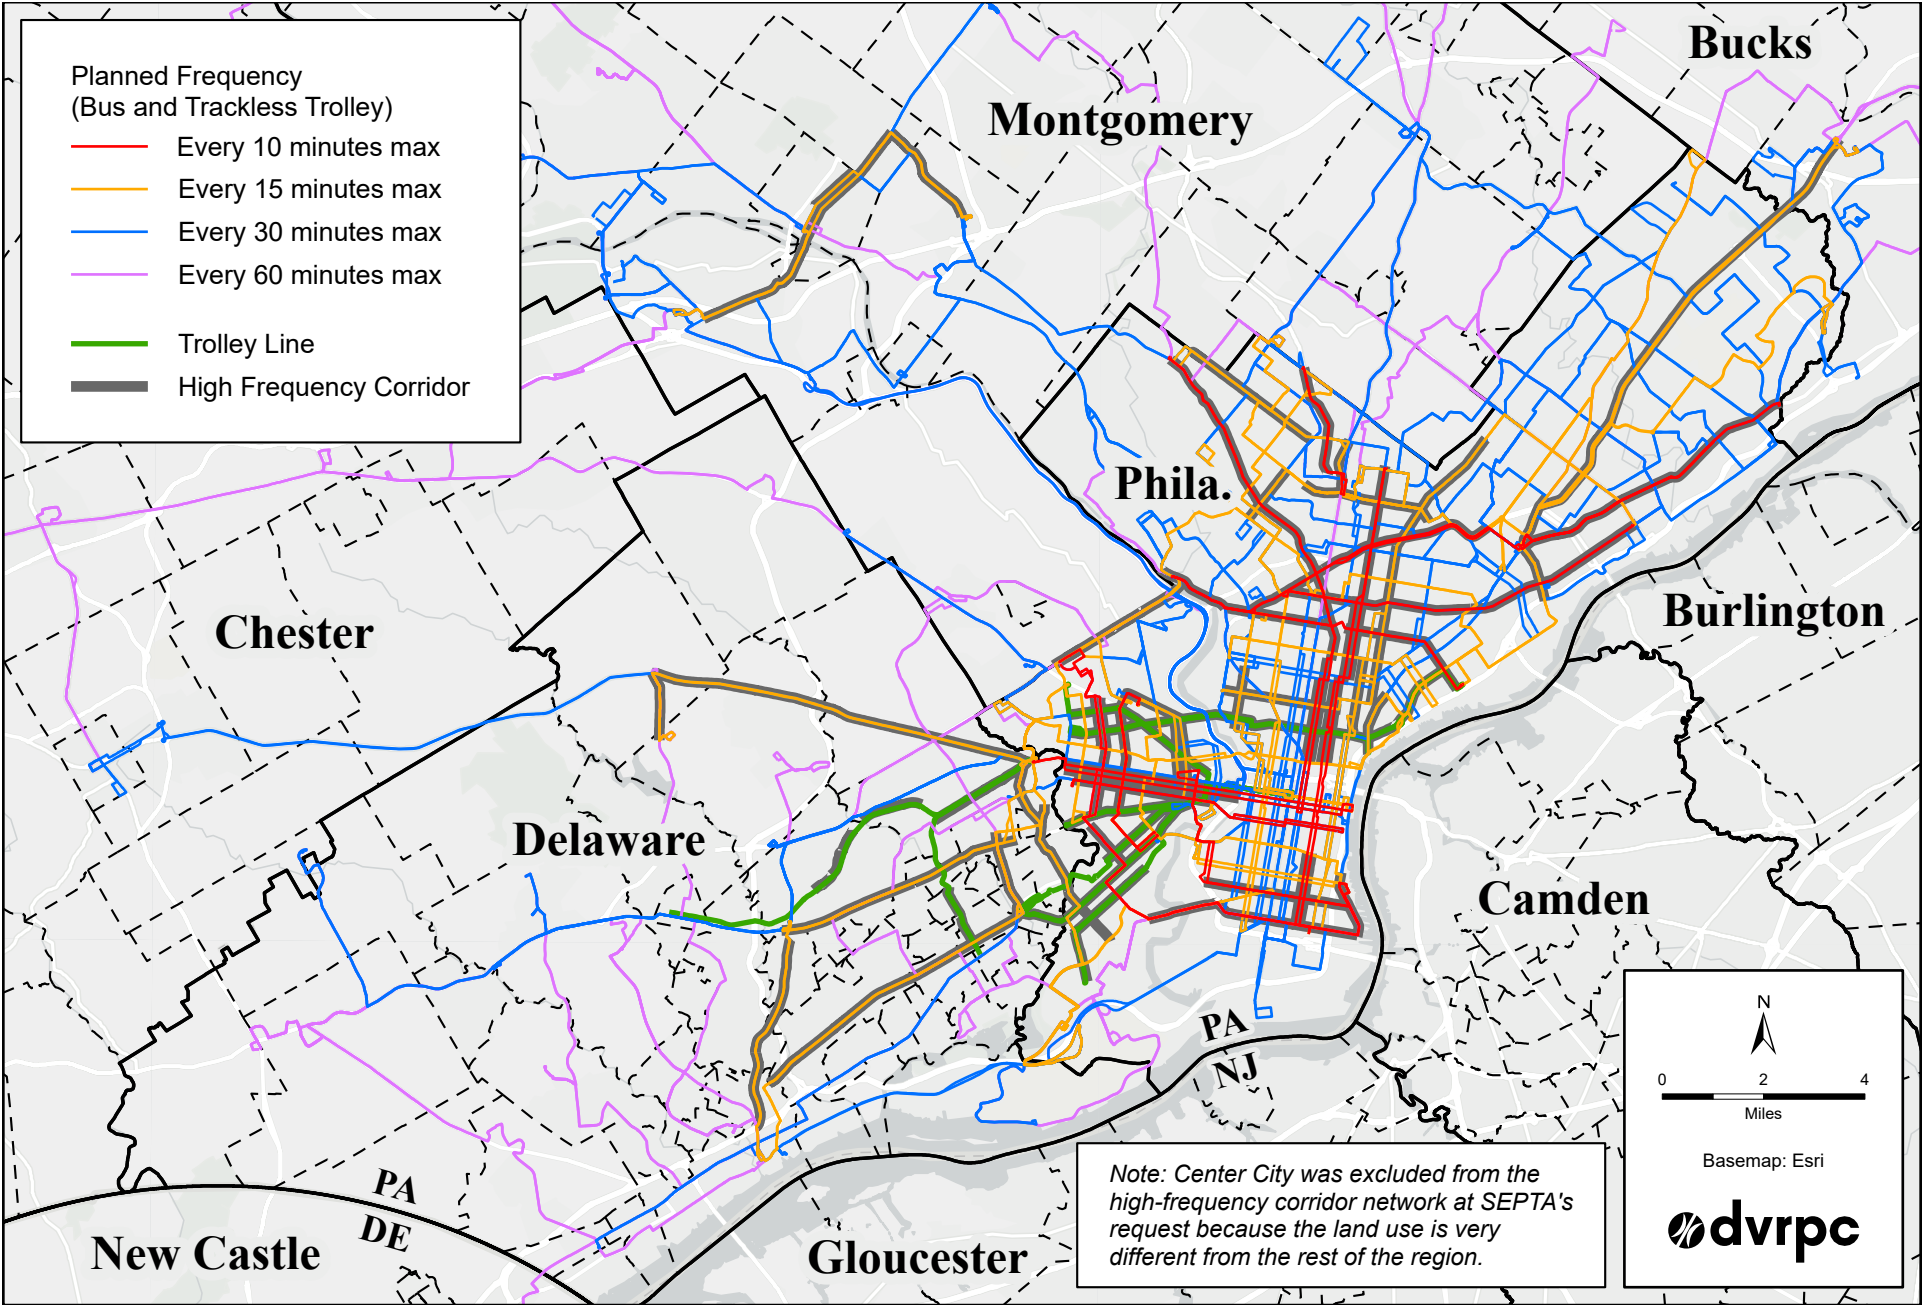 Planned Frequency
(Bus and Trackless Trolley)
Every 10 minutes max
Every 15 minutes max
Every 30 minutes max
Every 60 minutes max
Trolley Line
High Frequency Corridor
Bucks
Montgomery
Phila.
Chester
Burlington
Delaware
Camden
PA
NJ
PA
DE
New Castle
Gloucester
Note: Center City was excluded from the
high-frequency corridor network at SEPTA's
request because the land use is very
different from the rest of the region.
N
0 2 4
Miles
Basemap: Esri
dvrpc